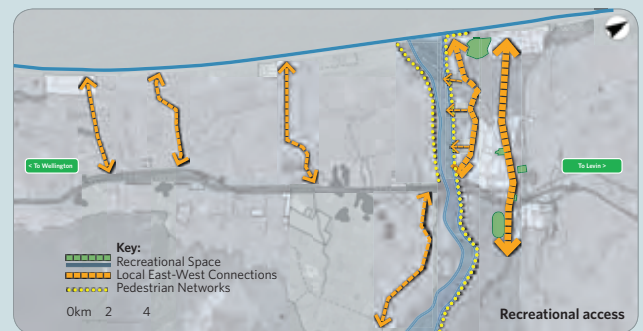 < To Wellington
To Levin >
Key:
Recreational Space
Local East-West Connections
Pedestrian Networks
0km 2 4
Recreational access